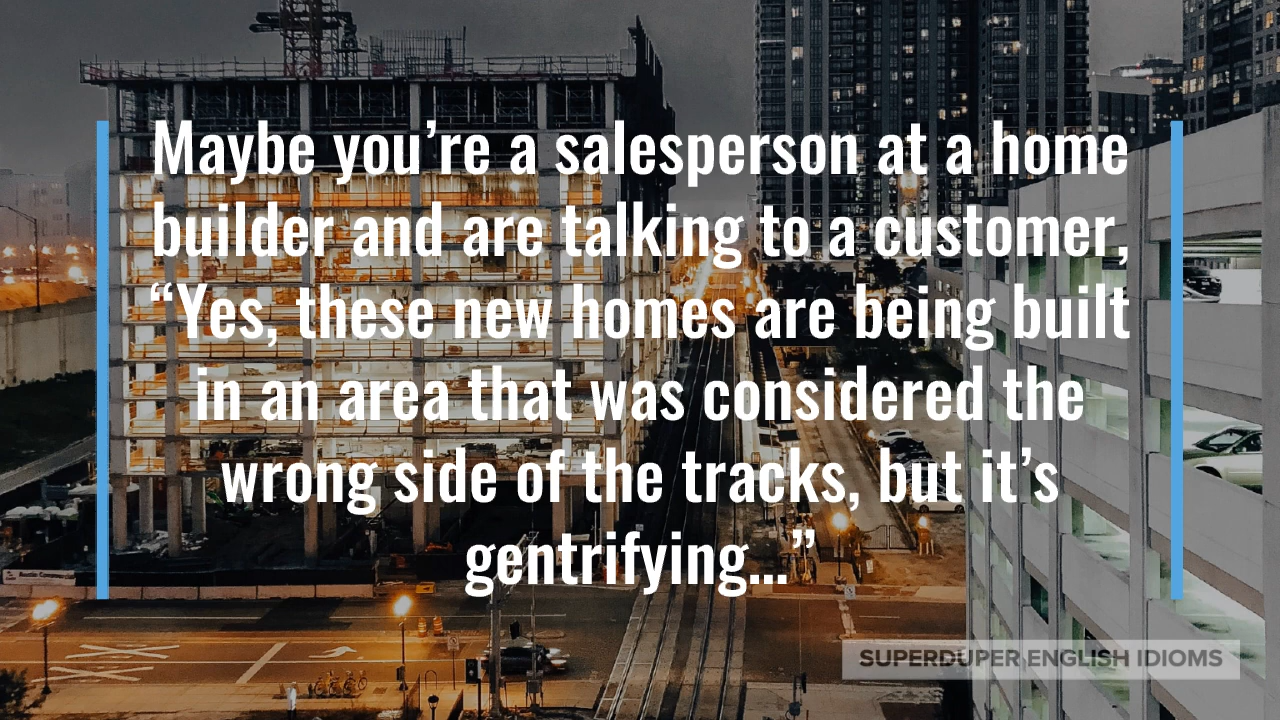 Maybe you’re a salesperson at a home
builder and are talking to a customer,
“Yes, these new homes are being built
in an area that was considered the
wrong side of the tracks, but it’s
gentrifying...”
SUPERDUPER ENGLISH IDIOMS